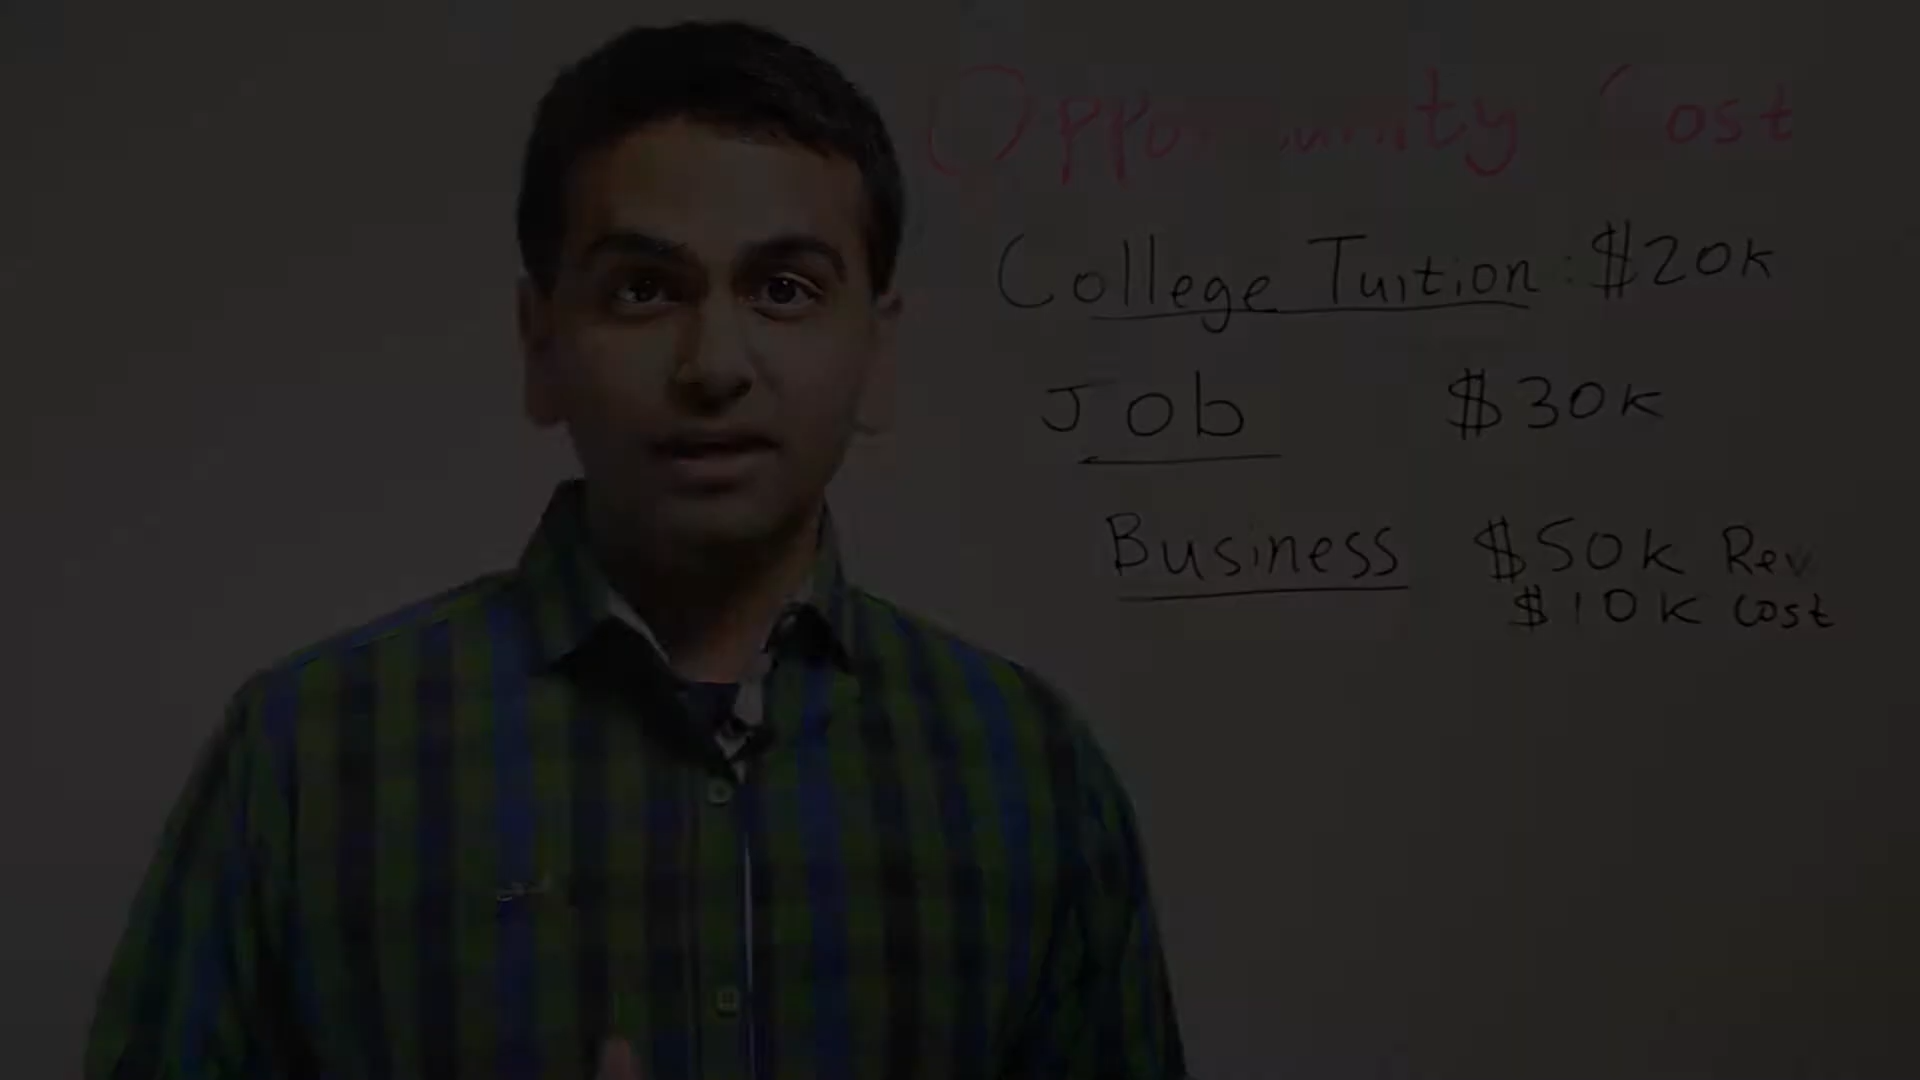 Opportunity Cost
College Tuition: $20k
Job $30k
Business $50k Rev
$10k Cost